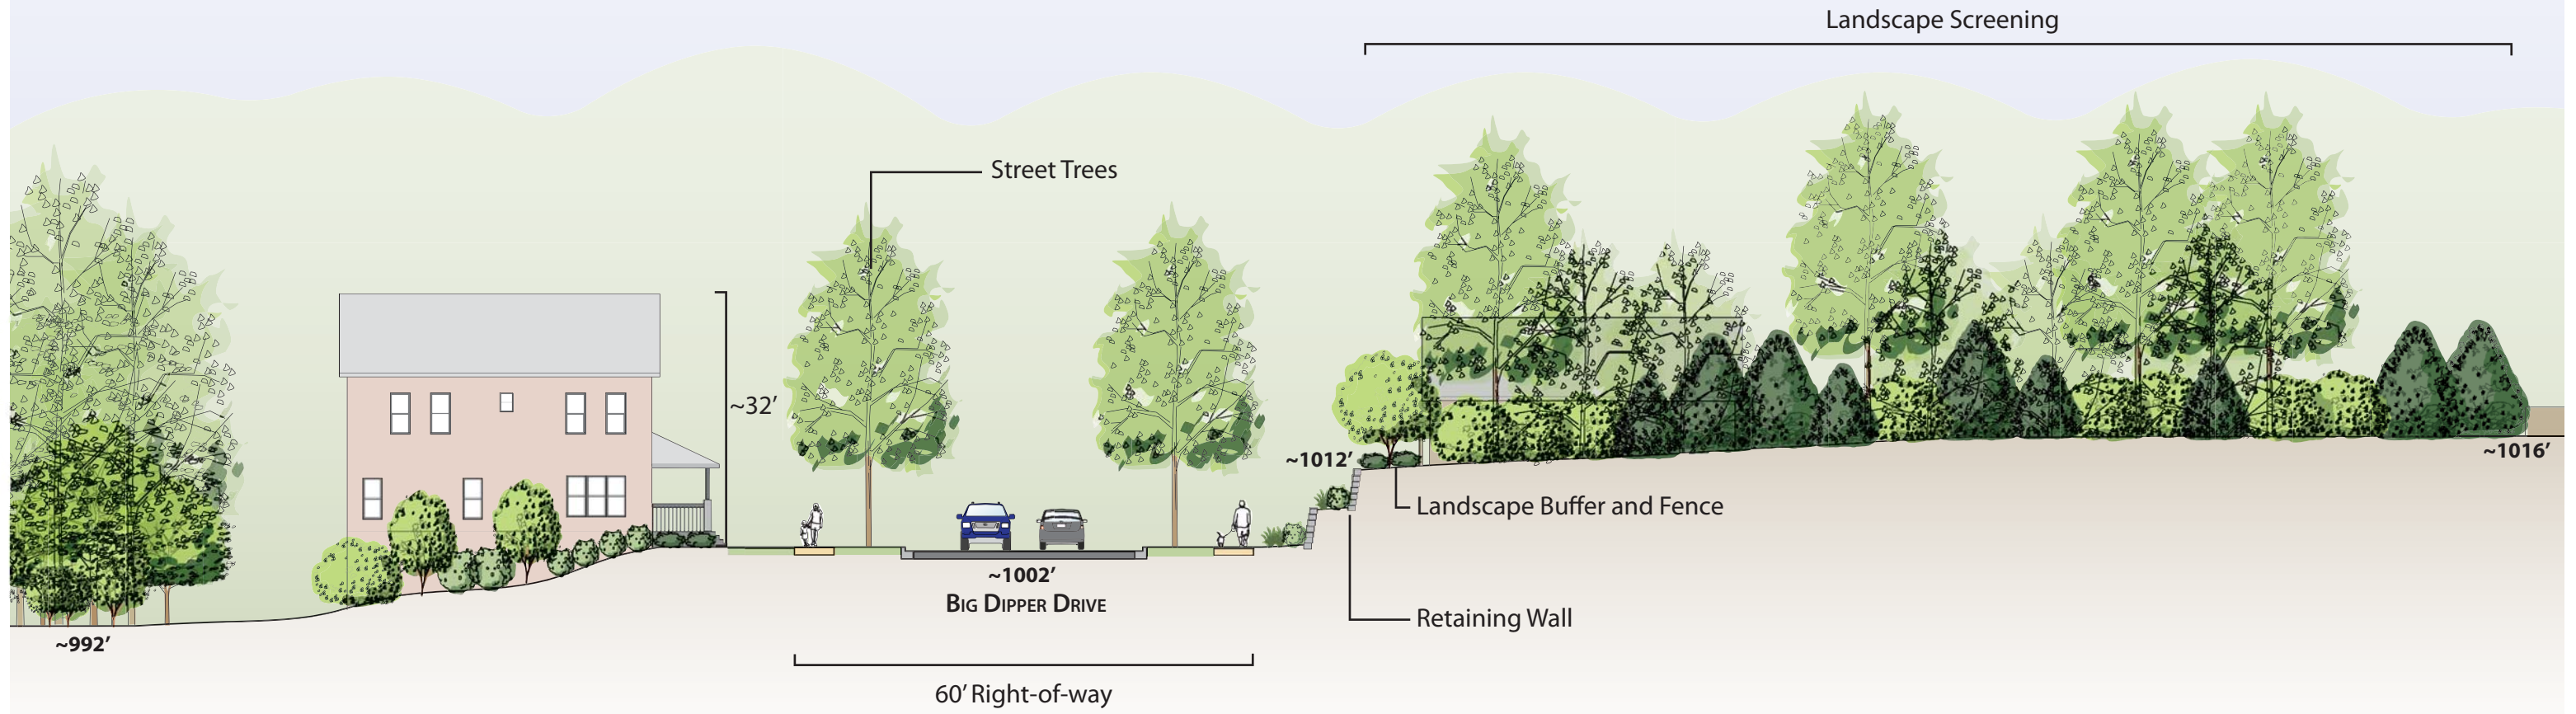 Landscape Screening
Street Trees
~32’
~1012’
~1016’
Landscape Buffer and Fence
~1002’
Big Dipper Drive
Retaining Wall
~992’
60’ Right-of-way